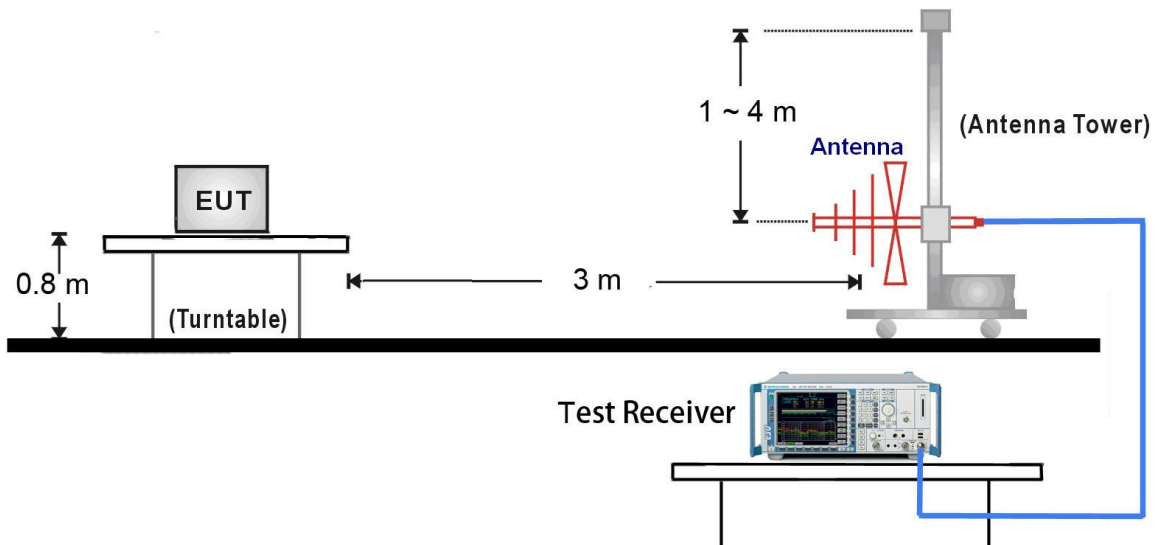 1 ~ 4 m
(Antenna Tower)
Antenna
EUT
0.8 m
3 m
(Turntable)
Test Receiver